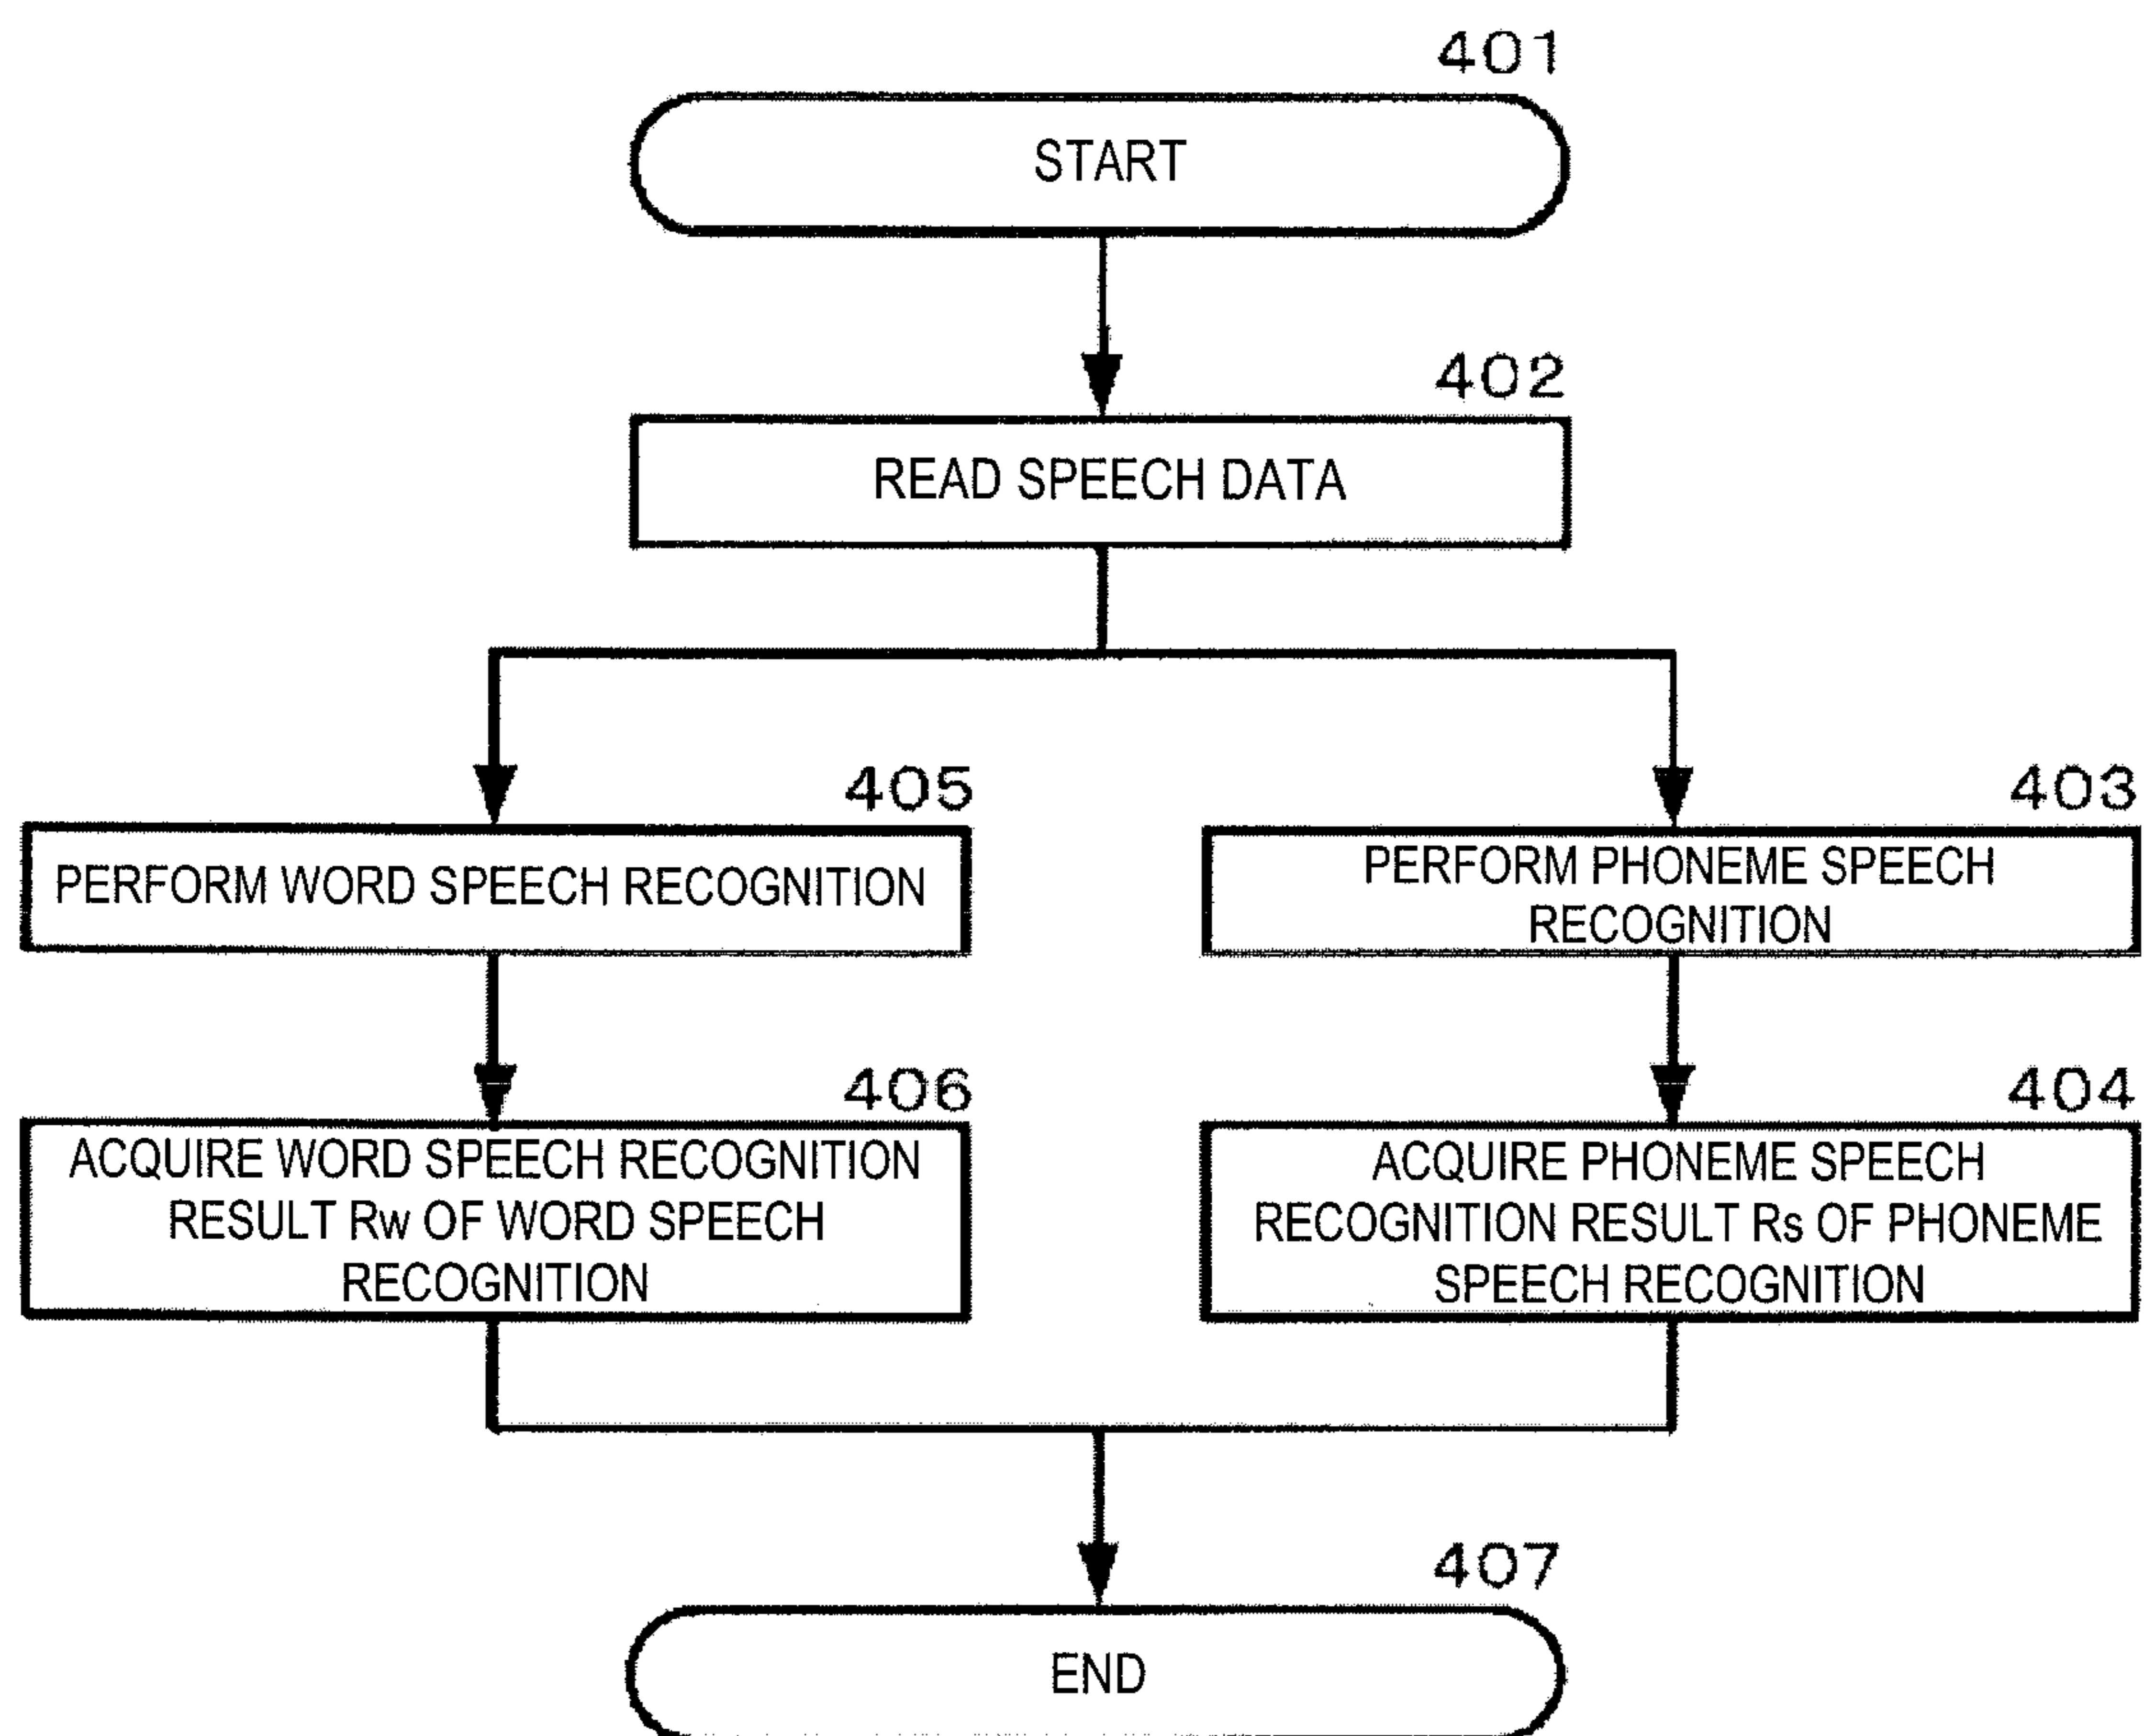 401
START
402
READ SPEECH DATA
405
PERFORM WORD SPEECH RECOGNITION
403
PERFORM PHONEME SPEECH
RECOGNITION
406
ACQUIRE WORD SPEECH RECOGNITION
RESULT Rw OF WORD SPEECH
RECOGNITION
404
ACQUIRE PHONEME SPEECH
RECOGNITION RESULT Rs OF PHONEME
SPEECH RECOGNITION
407
END